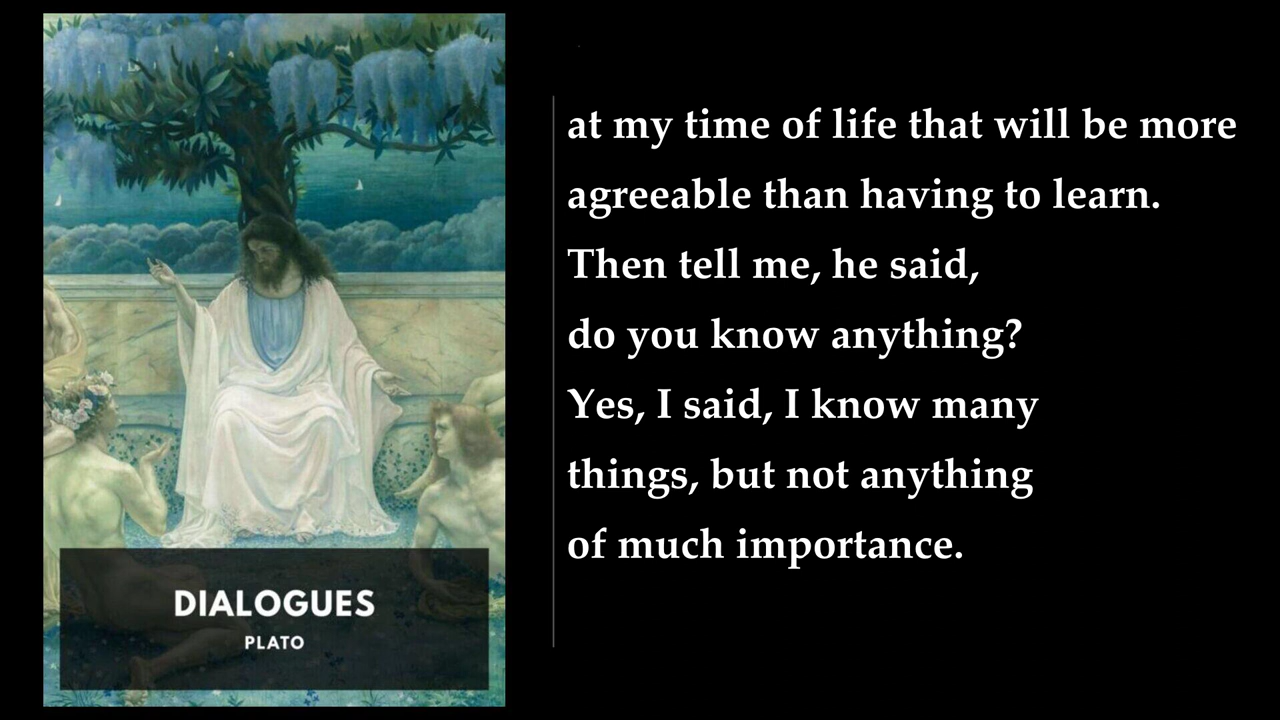 DIALOGUES
PLATO
at my time of life that will be more
agreeable than having to learn.
Then tell me, he said,
do you know anything?
Yes, I said, I know many
things, but not anything
of much importance.